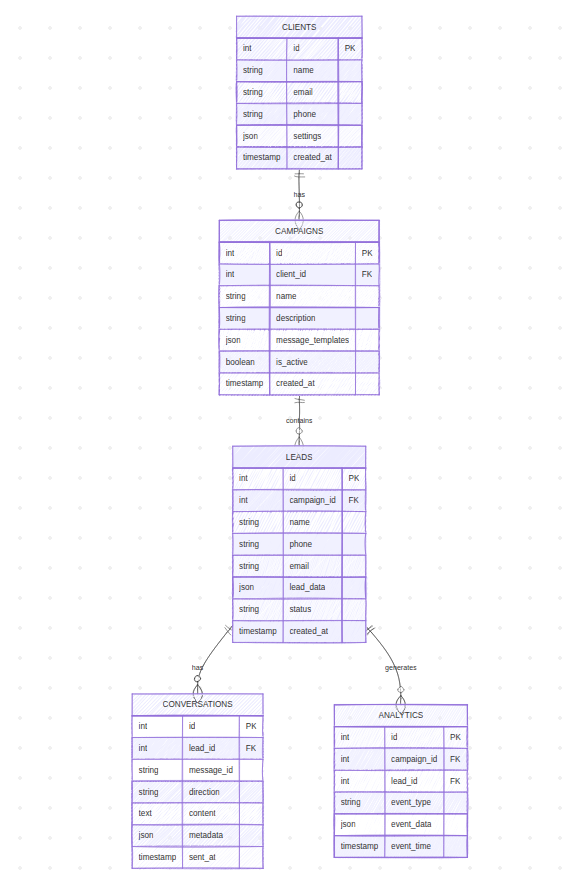 CLIENTS
int id PK
string name
string email
string phone
json settings
timestamp created_at
has
CAMPAIGNS
int id PK
int client_id FK
string name
string description
json message_templates
boolean is_active
timestamp created_at
contains
LEADS
int id PK
int campaign_id FK
string name
string phone
string email
json lead_data
string status
timestamp created_at
has
generates
CONVERSATIONS
int id PK
int lead_id FK
string message_id
string direction
text content
json metadata
timestamp sent_at
ANALYTICS
int id PK
int campaign_id FK
int lead_id FK
string event_type
json event_data
timestamp event_time